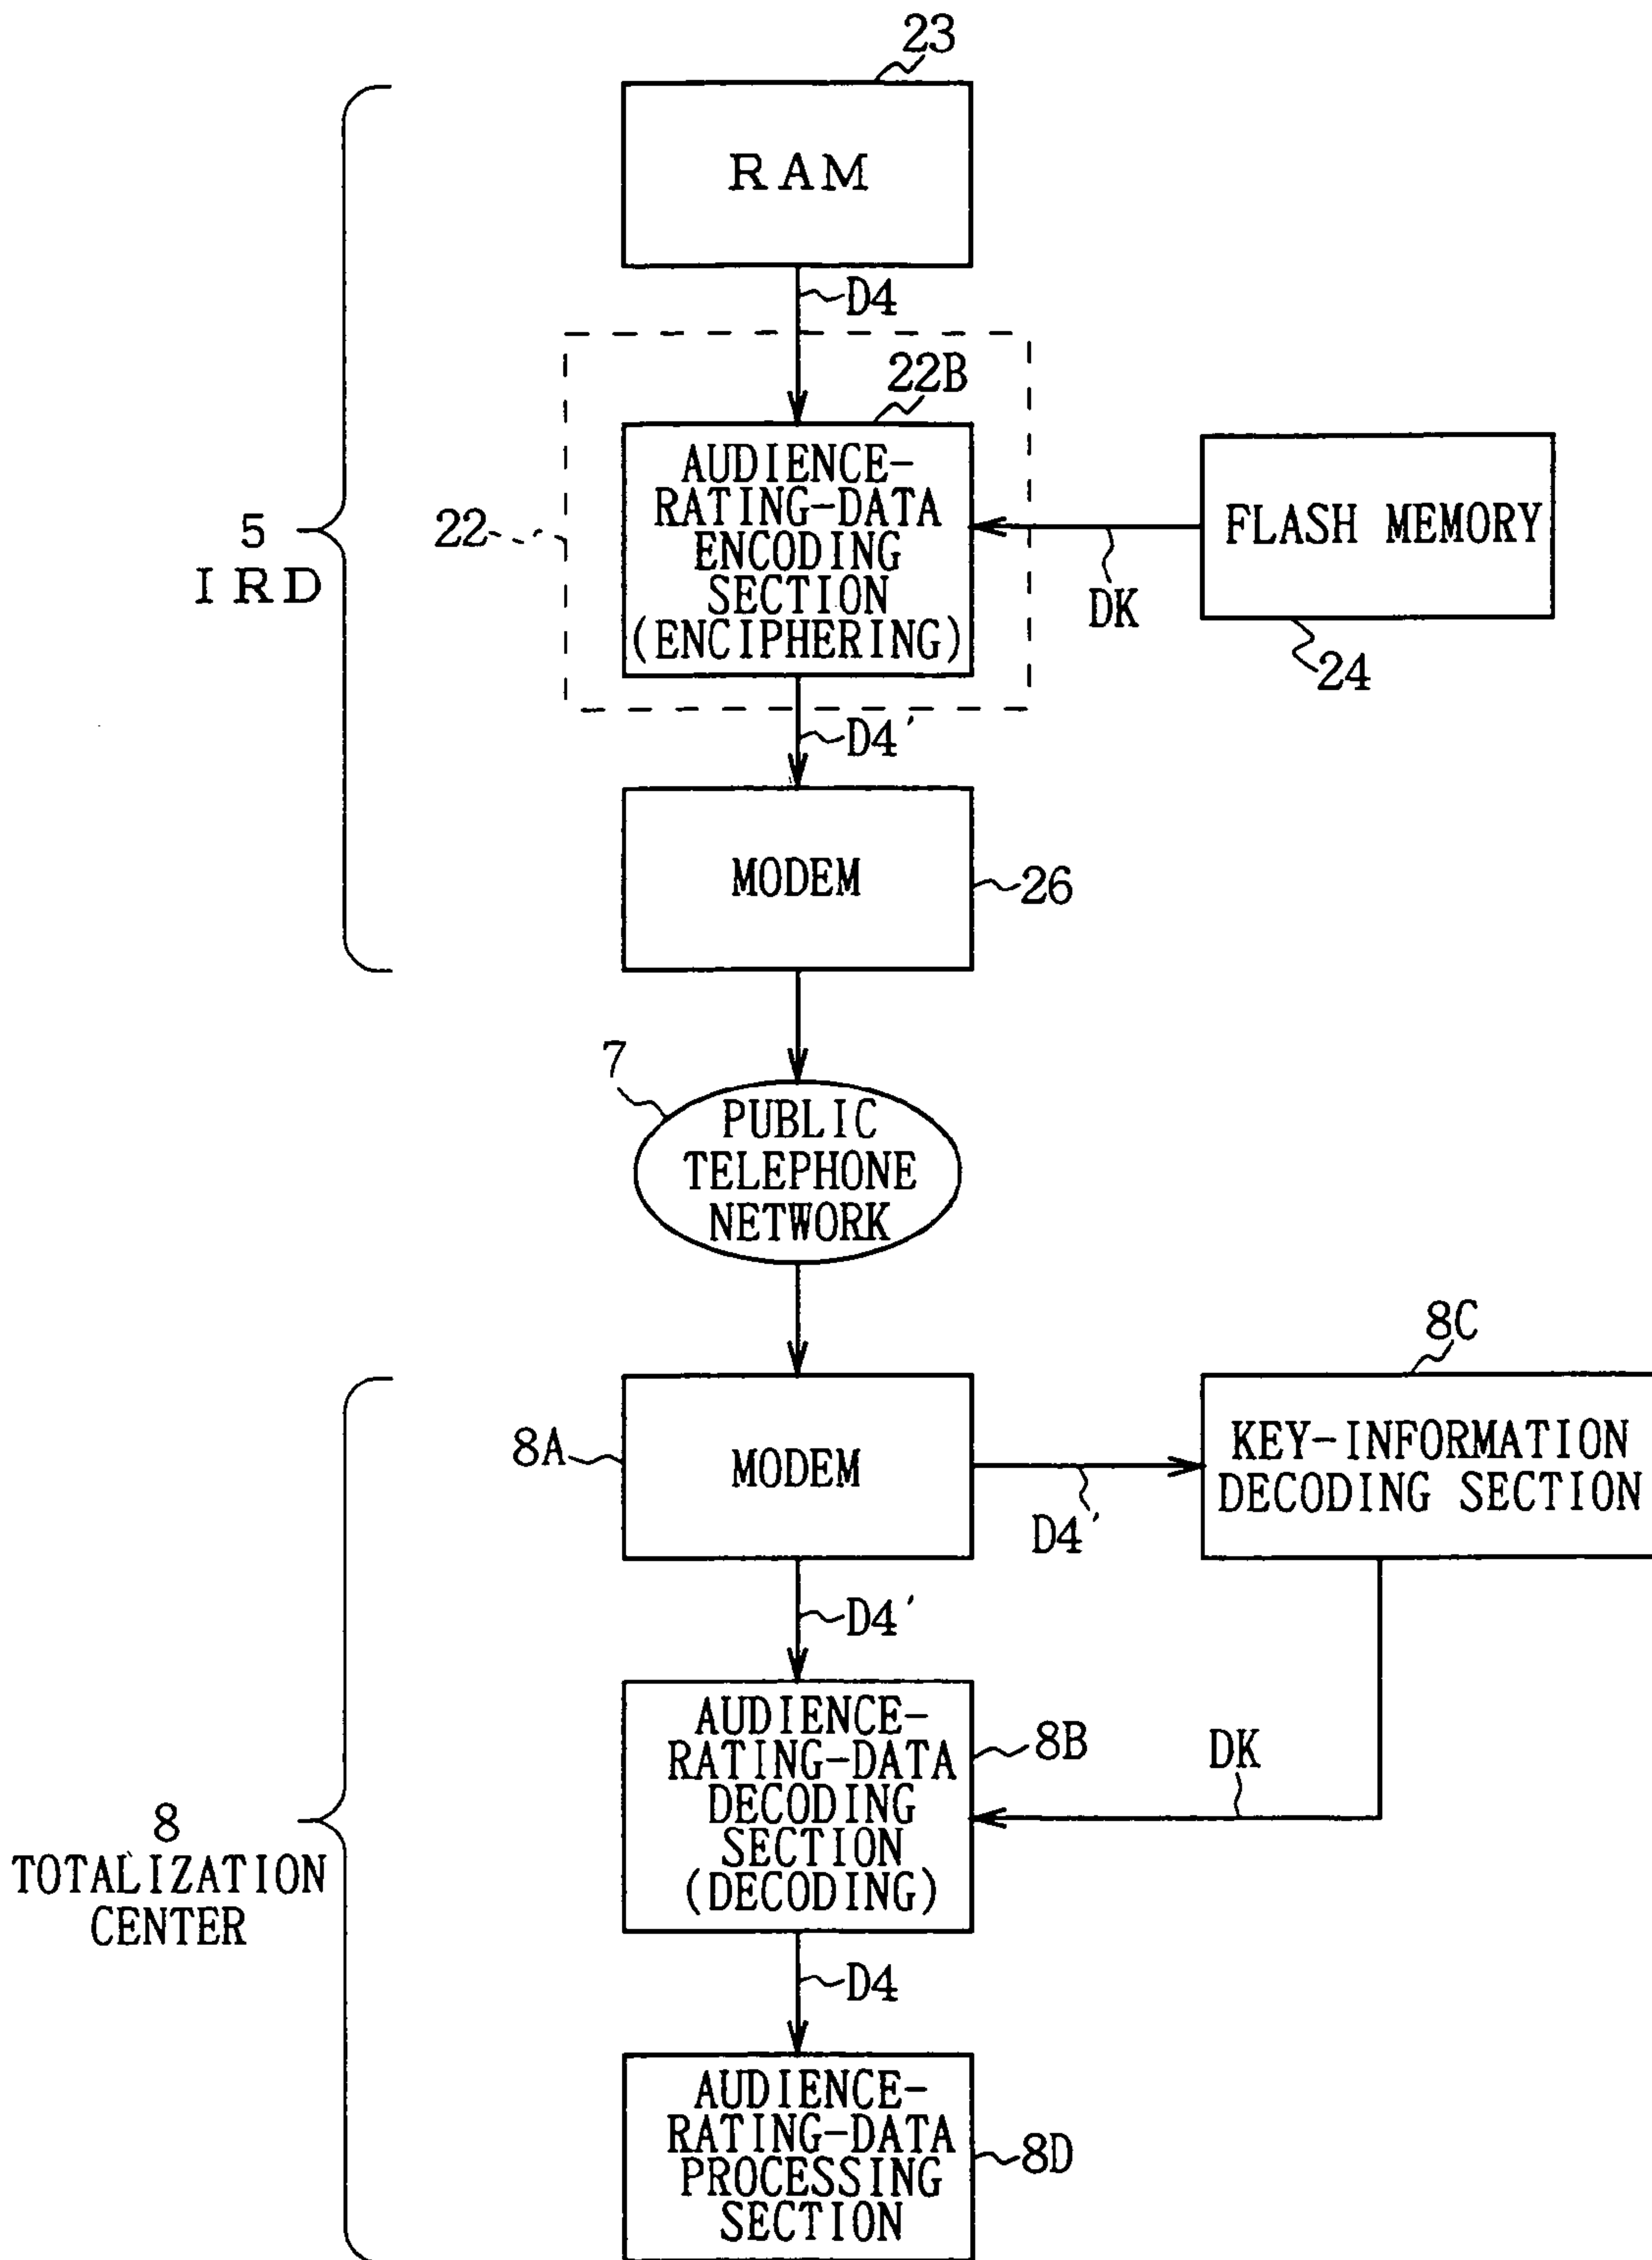 23
RAM
D4
22B
AUDIENCE-
RATING-DATA
ENCODING
SECTION
(ENCIPHERING)
22
5
IRD
FLASH MEMORY
DK
24
D4'
MODEM
26
7
PUBLIC
TELEPHONE
NETWORK
8C
8A
MODEM
KEY-INFORMATION
DECODING SECTION
D4'
D4'
AUDIENCE-
RATING-DATA
DECODING
SECTION
(DECODING)
8B
DK
8
TOTALIZATION
CENTER
D4
AUDIENCE-
RATING-DATA
PROCESSING
SECTION
8D